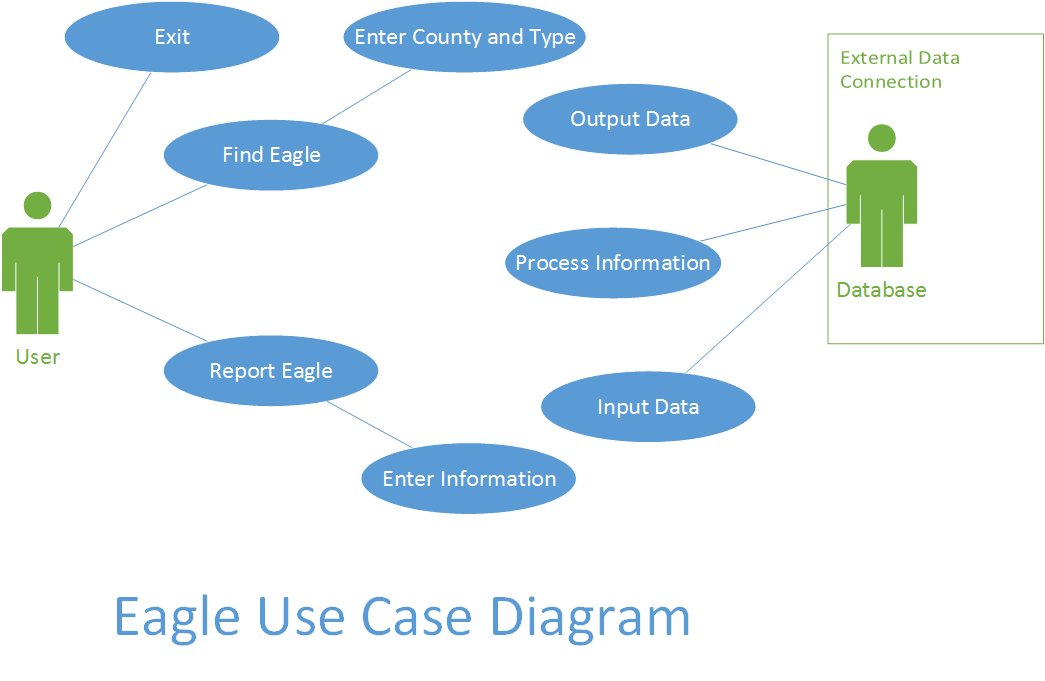 Exit
Enter County and Type
External Data
Connection
Output Data
Find Eagle
Process Information
Database
User
Report Eagle
Input Data
Enter Information
Eagle Use Case Diagram